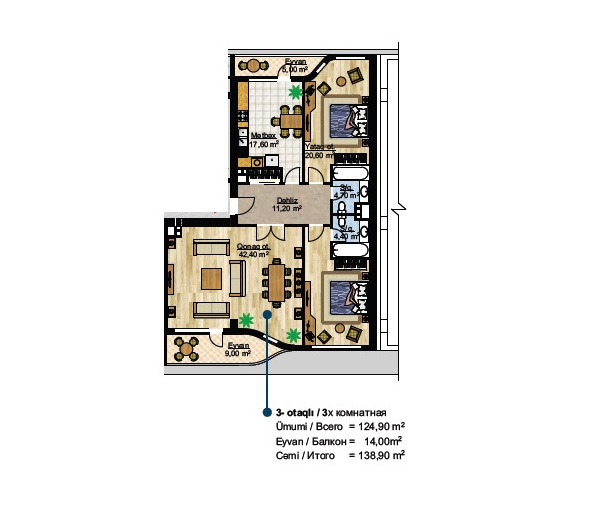 Eyvan
5,00 m²
Mətbəx
17,60 m²
Yataq ot.
20,60 m²
S/q
4,70 m²
Dəhliz
11,20 m²
S/q
4,40 m²
Qonaq ot.
42,40 m²
Eyvan
9,00 m²
3- otaqlı / 3х комнатная
Ümumi / Всего = 124,90 m²
Eyvan / Балкон = 14,00m²
Cəmi / Итого = 138,90 m²